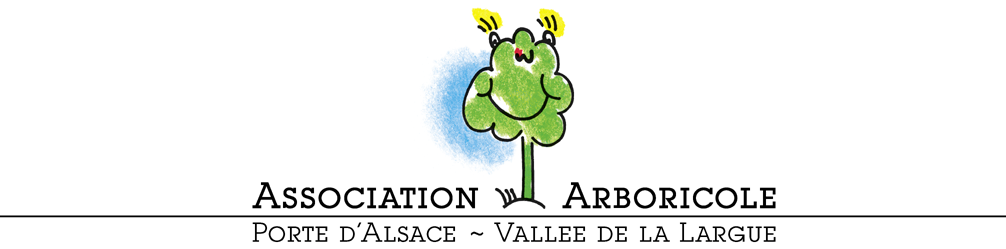 Association Arboricole
Porte d'Alsace ~ Vallee de la Largue